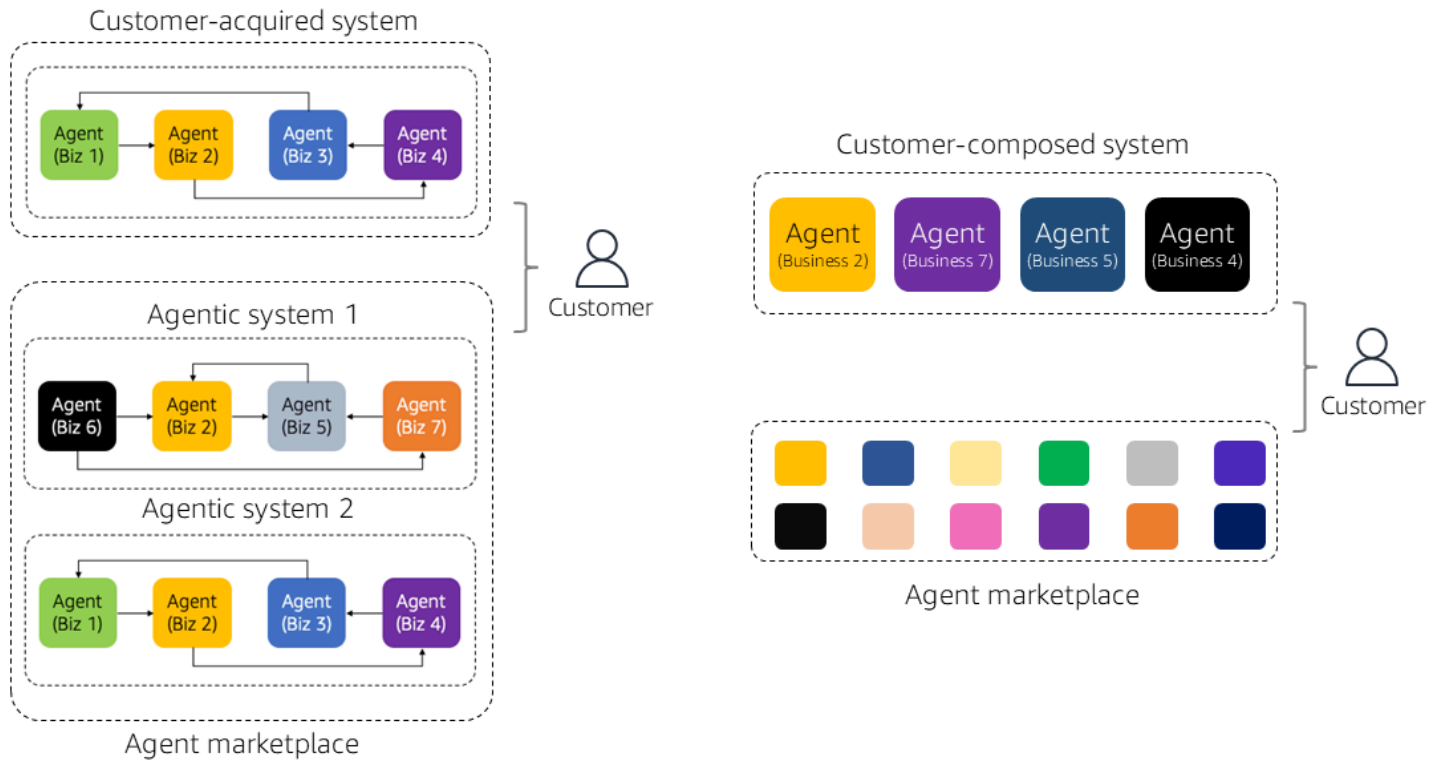 Customer-acquired system
Agent
(Biz 1)
Agent
(Biz 2)
Agent
(Biz 3)
Agent
(Biz 4)
Customer
Agentic system 1
Agent
(Biz 6)
Agent
(Biz 2)
Agent
(Biz 5)
Agent
(Biz 7)
Agentic system 2
Agent
(Biz 1)
Agent
(Biz 2)
Agent
(Biz 3)
Agent
(Biz 4)
Agent marketplace
Customer-composed system
Agent
(Business 2)
Agent
(Business 7)
Agent
(Business 5)
Agent
(Business 4)
Customer
Agent marketplace